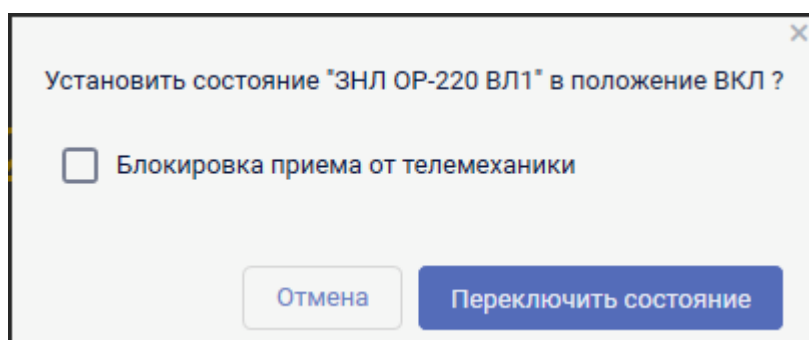 Установить состояние "ЗНЛ ОР-220 ВЛ1" в положение ВКЛ ?
Блокировка приема от телемеханики
Отмена
Переключить состояние